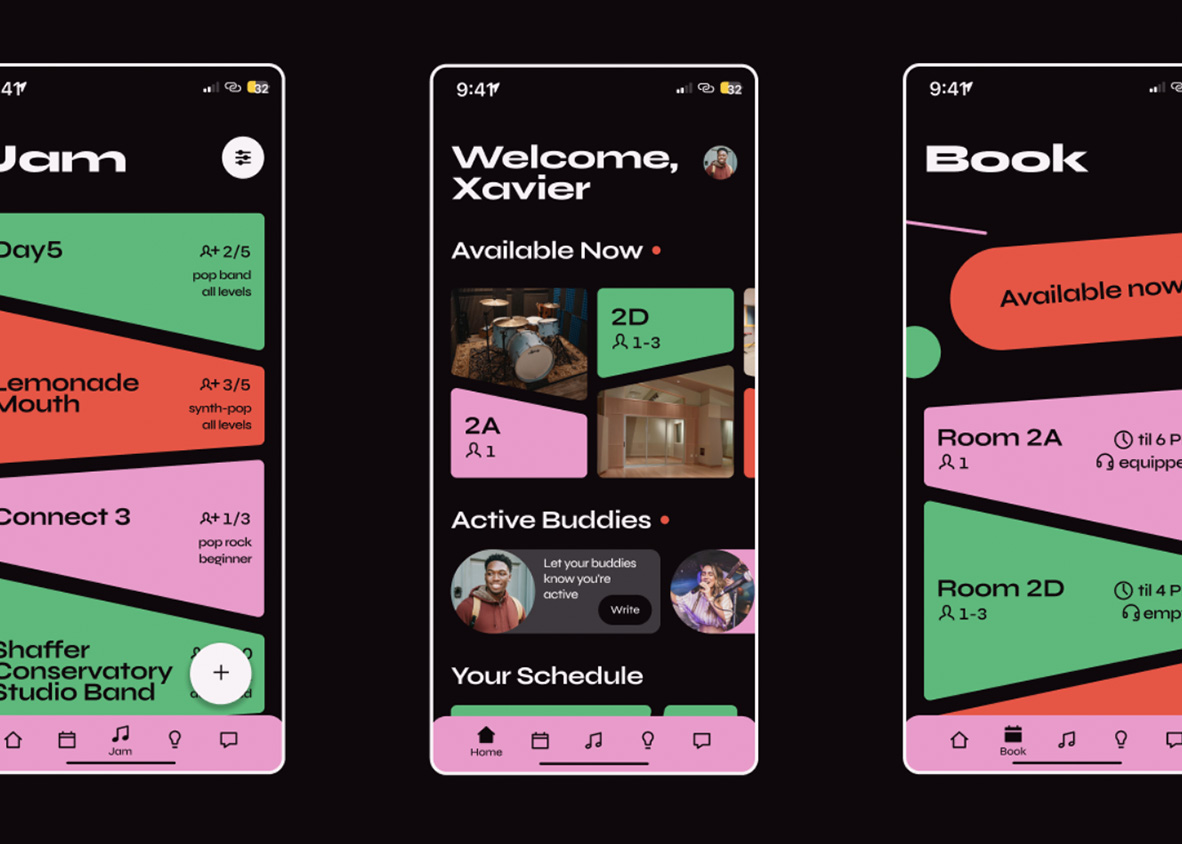 9:41
32
Jam
Day5
2/5
pop band
all levels
Lemonade
Mouth
3/5
synth-pop
all levels
Connect 3
1/3
pop rock
beginner
Shaffer
Conservatory
Studio Band
+
Jam
9:41
32
Welcome,
Xavier
Available Now
2D
1-3
2A
1
Active Buddies
Let your buddies
know you're
active
Write
Your Schedule
Home
9:41
Book
Available now
Room 2A
1
til 6 P
equippe
Room 2D
1-3
til 4 P
emp
Book